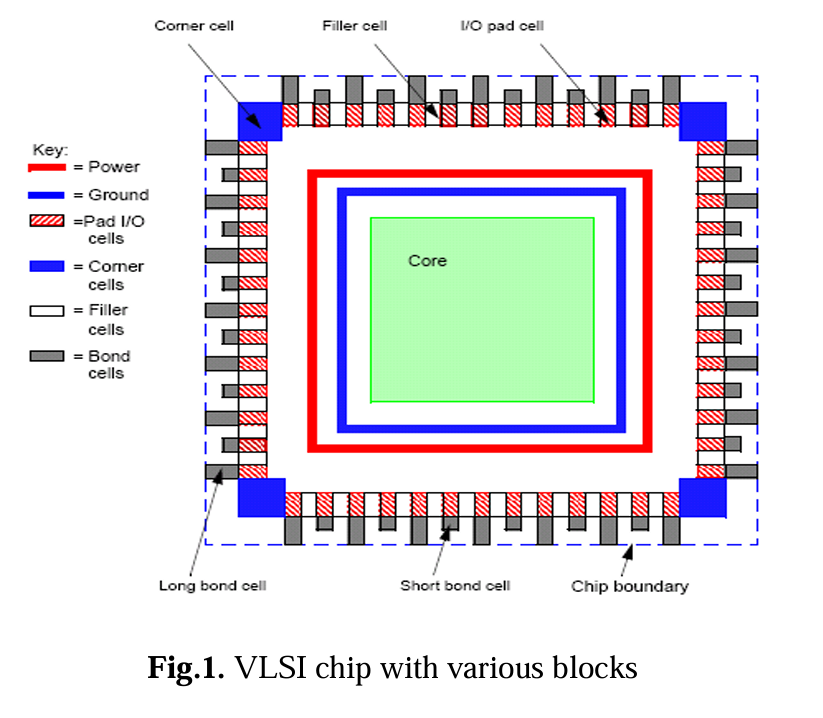 Corner cell
Filler cell
I/O pad cell
Key:
= Power
= Ground
=Pad I/O
cells
= Corner
cells
= Filler
cells
= Bond
cells
Core
Long bond cell
Short bond cell
Chip boundary
Fig.1. VLSI chip with various blocks